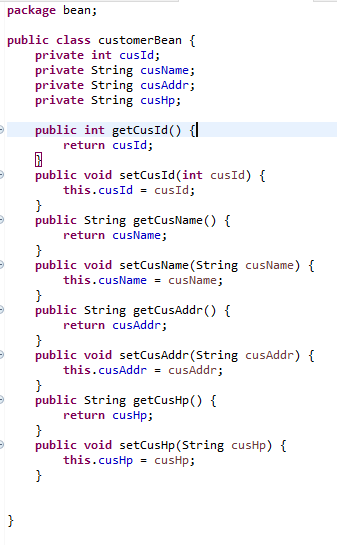 package bean;
public class customerBean {
private int cusId;
private String cusName;
private String cusAddr;
private String cusHp;
public int getCusId() {
return cusId;
}
public void setCusId(int cusId) {
this.cusId = cusId;
}
public String getCusName() {
return cusName;
}
public void setCusName(String cusName) {
this.cusName = cusName;
}
public String getCusAddr() {
return cusAddr;
}
public void setCusAddr(String cusAddr) {
this.cusAddr = cusAddr;
}
public String getCusHp() {
return cusHp;
}
public void setCusHp(String cusHp) {
this.cusHp = cusHp;
}
}